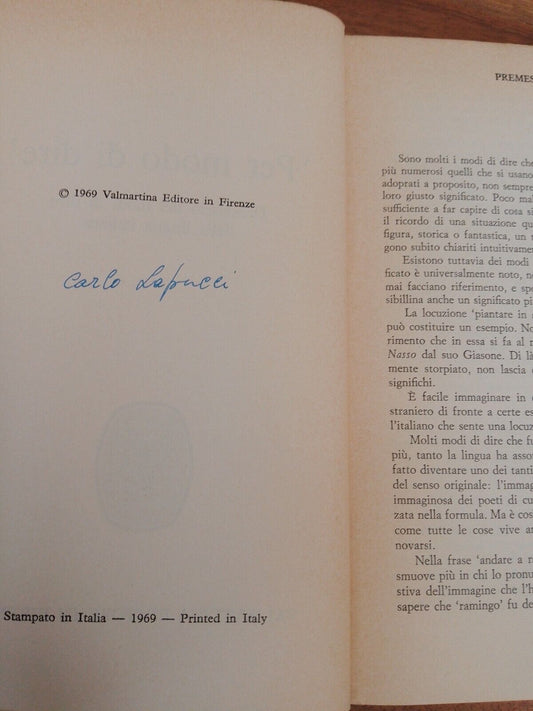 © 1969 Valmartina Editore in Firenze
Carlo Lapucci
Stampato in Italia — 1969 — Printed in Italy
PREMES
Sono molti i modi di dire che
più numerosi quelli che si usano
adoprati a proposito, non sempre
loro giusto significato. Poco mal
sufficiente a far capire di cosa si
il ricordo di una situazione qu
figura, storica o fantastica, un
gono subito chiariti intuitivame
Esistono tuttavia dei modi
ficato è universalmente noto, ne
mai facciano riferimento, e spe
sibillina anche un significato pi
La locuzione 'piantare in
può costituire un esempio. No
rimento che in essa si fa al m
Nasso dal suo Giasone. Di là
mente storpiato, non lascia
significhi.
È facile immaginare in
straniero di fronte a certe es
l'italiano che sente una locuz
Molti modi di dire che fu
più, tanto la lingua ha asso
fatto diventare uno dei tanti
del senso originale: l'immag
immaginosa dei poeti di cu
zata nella formula. Ma è cos
come tutte le cose vive an
novarsi.
Nella frase 'andare a r
smuove più in chi lo pronu
stiva dell'immagine che l'h
sapere che 'ramingo' fu de